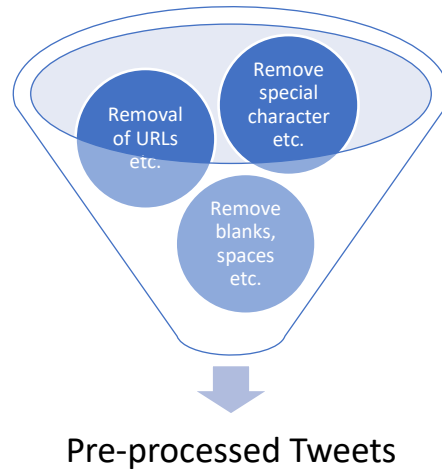 Remove
special
character
etc.
Removal
of URLs
etc.
Remove
blanks,
spaces
etc.
Pre-processed Tweets